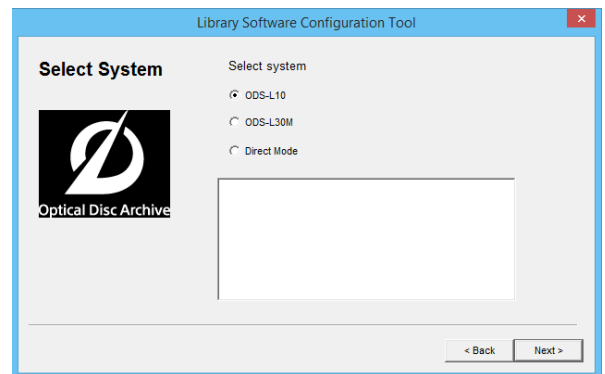 Library Software Configuration Tool
Select System
Select system
ODS-L10
ODS-L30M
Direct Mode
Optical Disc Archive
< Back
Next >